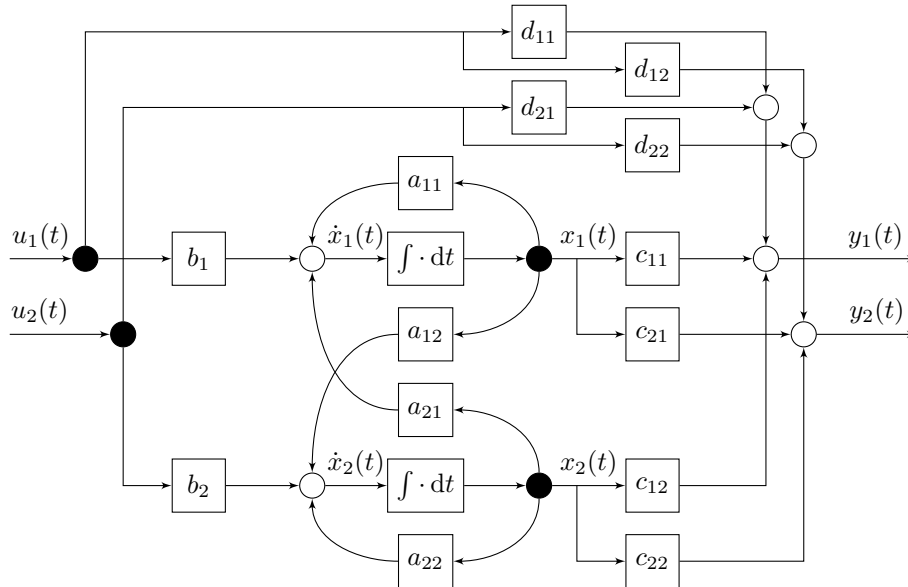 d₁₁
d₁₂
d₂₁
d₂₂
a₁₁
u₁(t)
b₁
ẋ₁(t)
∫ · dt
x₁(t)
c₁₁
y₁(t)
u₂(t)
a₁₂
c₂₁
y₂(t)
a₂₁
b₂
ẋ₂(t)
∫ · dt
x₂(t)
c₁₂
a₂₂
c₂₂